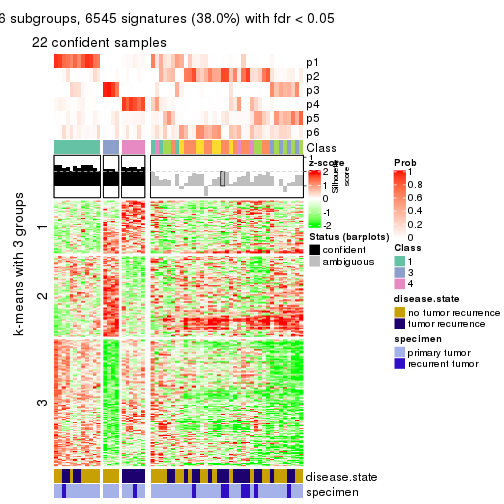 6 subgroups, 6545 signatures (38.0%) with fdr < 0.05
22 confident samples
p1
p2
p3
p4
p5
p6
Class
k-means with 3 groups
1
2
3
1
Silhouette
score
z-score
2
1
0
-1
-2
Status (barplots)
confident
ambiguous
Prob
1
0.8
0.6
0.4
0.2
0
Class
1
3
4
disease.state
no tumor recurrence
tumor recurrence
specimen
primary tumor
recurrent tumor
disease.state
specimen